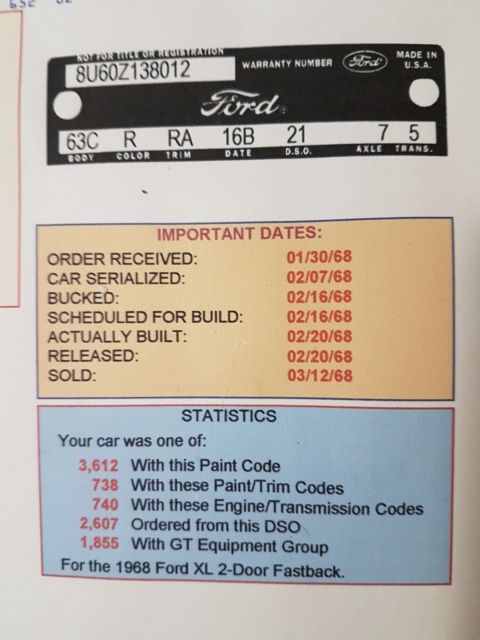 NOT FOR TITLE OR REGISTRATION
8U60Z138012 WARRANTY NUMBER Ford MADE IN U.S.A.
Ford
63C R RA 16B 21 7 5
BODY COLOR TRIM DATE D.S.O. AXLE TRANS.
IMPORTANT DATES:
ORDER RECEIVED: 01/30/68
CAR SERIALIZED: 02/07/68
BUCKED: 02/16/68
SCHEDULED FOR BUILD: 02/16/68
ACTUALLY BUILT: 02/20/68
RELEASED: 02/20/68
SOLD: 03/12/68
STATISTICS
Your car was one of:
3,612 With this Paint Code
738 With these Paint/Trim Codes
740 With these Engine/Transmission Codes
2,607 Ordered from this DSO
1,855 With GT Equipment Group
For the 1968 Ford XL 2-Door Fastback.